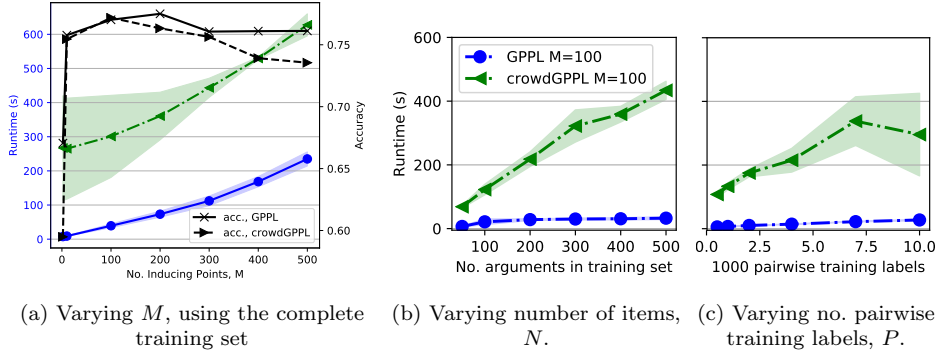 600
500
400
300
200
100
0
Runtime (s)
0.75
0.70
0.65
0.60
Accuracy
acc., GPPL
acc., crowdGPPL
0 100 200 300 400 500
No. Inducing Points, M
(a) Varying M, using the complete
training set
600
400
200
0
Runtime (s)
GPPL M=100
crowdGPPL M=100
100 200 300 400 500
No. arguments in training set
(b) Varying number of items,
N.
0.0 2.5 5.0 7.5 10.0
1000 pairwise training labels
(c) Varying no. pairwise
training labels, P.